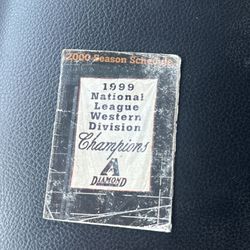 2000 Season Schedule
1999
National
League
Western
Division
Champions
DIAMOND